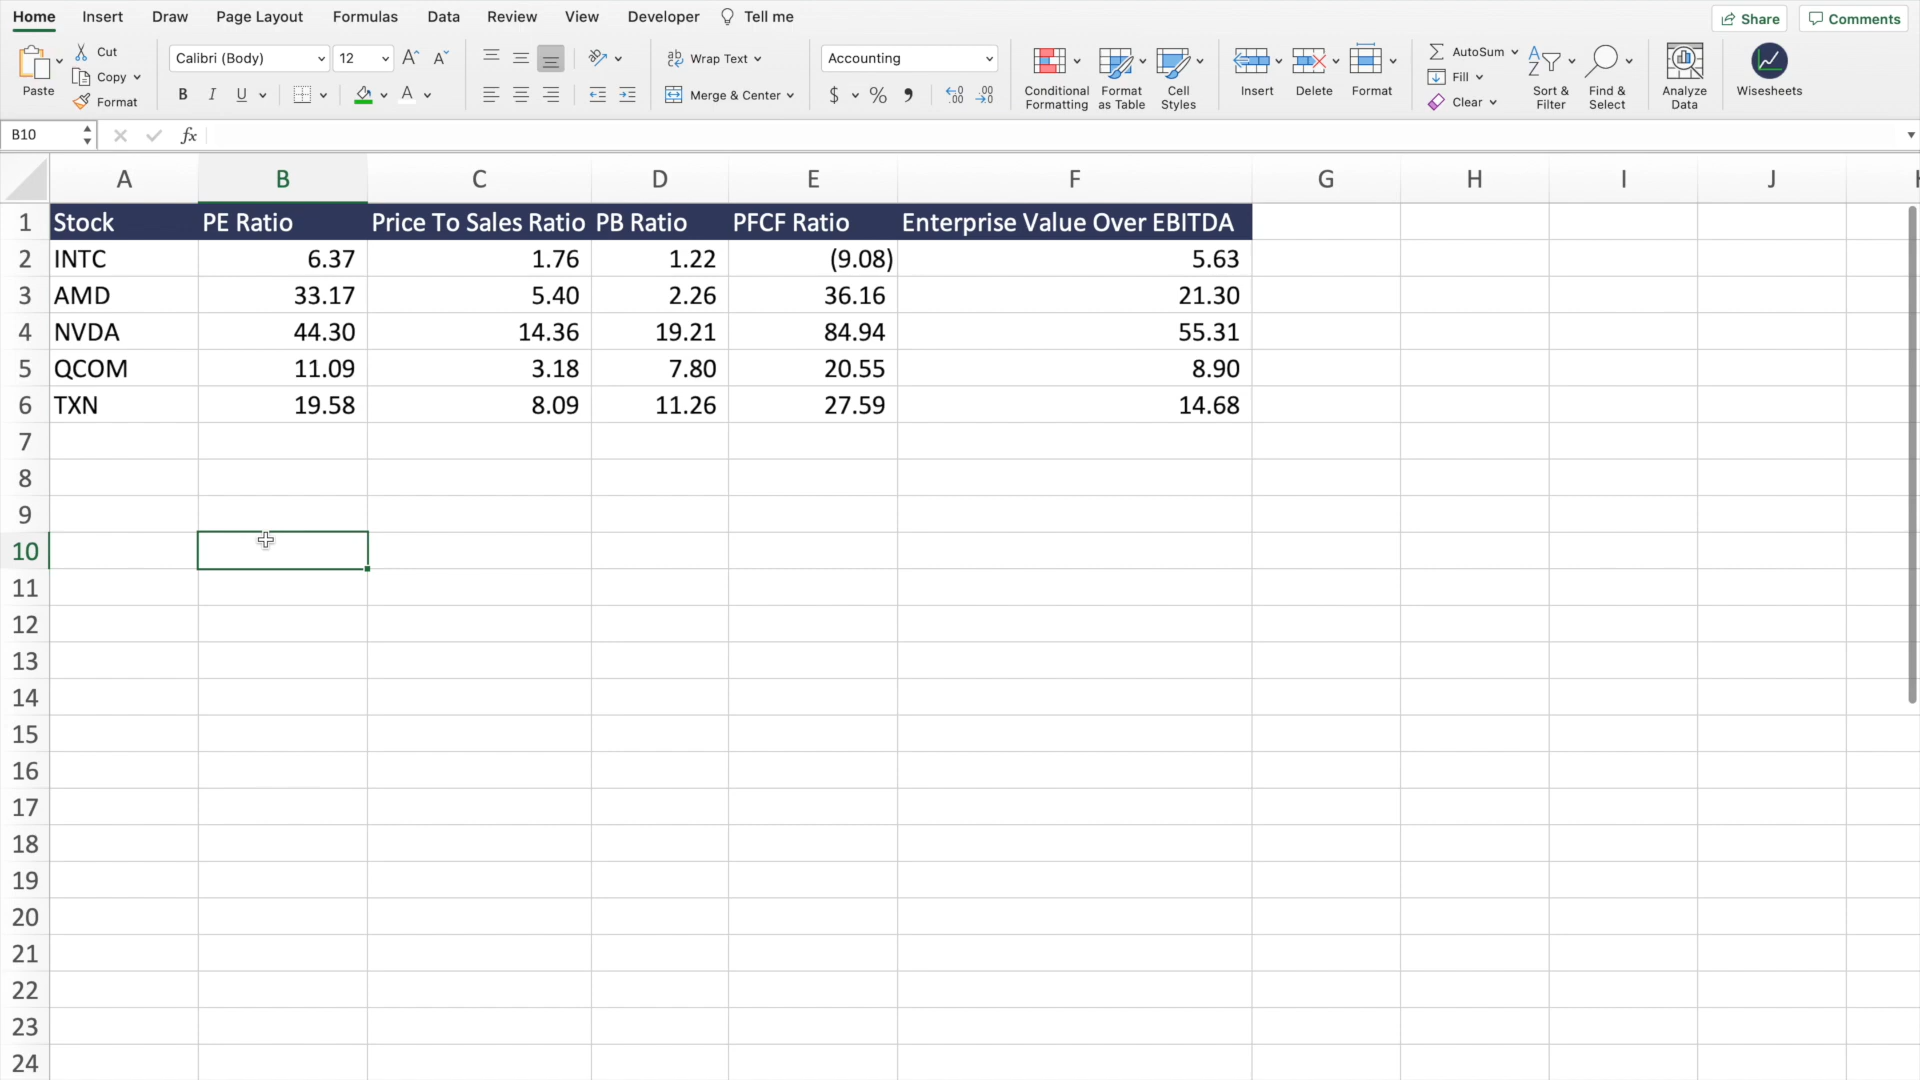 Home Insert Draw Page Layout Formulas Data Review View Developer Tell me Share Comments
Paste Cut Copy Format
Calibri (Body) 12 A A
B I U A
ab Wrap Text
Merge & Center
Accounting
$ % 9 .00 .00
Conditional Formatting
Format as Table
Cell Styles
Insert Delete Format
AutoSum
Fill
Clear
Sort & Filter
Find & Select
Analyze Data
Wisesheets
B10 fx
A B C D E F G H I J
1 Stock PE Ratio Price To Sales Ratio PB Ratio PFCF Ratio Enterprise Value Over EBITDA
2 INTC 6.37 1.76 1.22 (9.08) 5.63
3 AMD 33.17 5.40 2.26 36.16 21.30
4 NVDA 44.30 14.36 19.21 84.94 55.31
5 QCOM 11.09 3.18 7.80 20.55 8.90
6 TXN 19.58 8.09 11.26 27.59 14.68
7
8
9
10
11
12
13
14
15
16
17
18
19
20
21
22
23
24